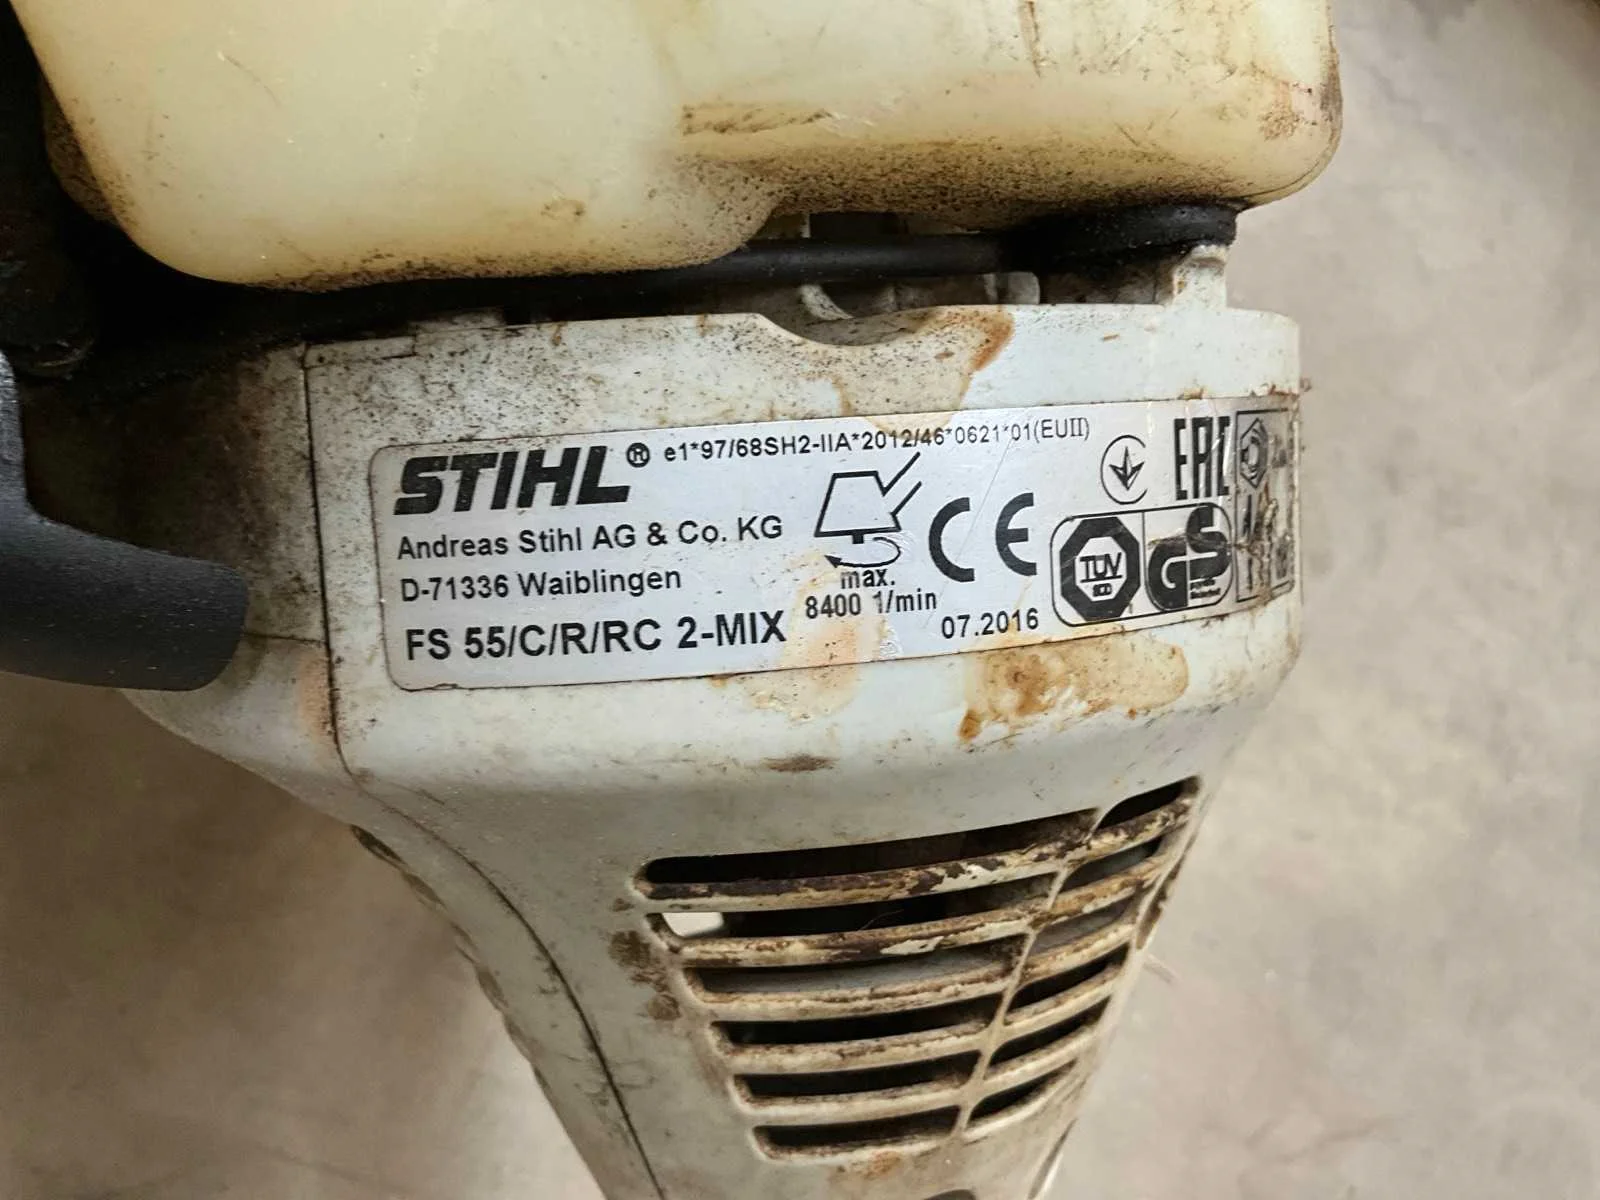 STIHL® e1*97/68SH2-IIA*2012/46*0621*01(EUII)
Andreas Stihl AG & Co. KG
D-71336 Waiblingen
FS 55/C/R/RC 2-MIX
max.
8400 1/min
CE
07.2016
EAC
TÜV
GS